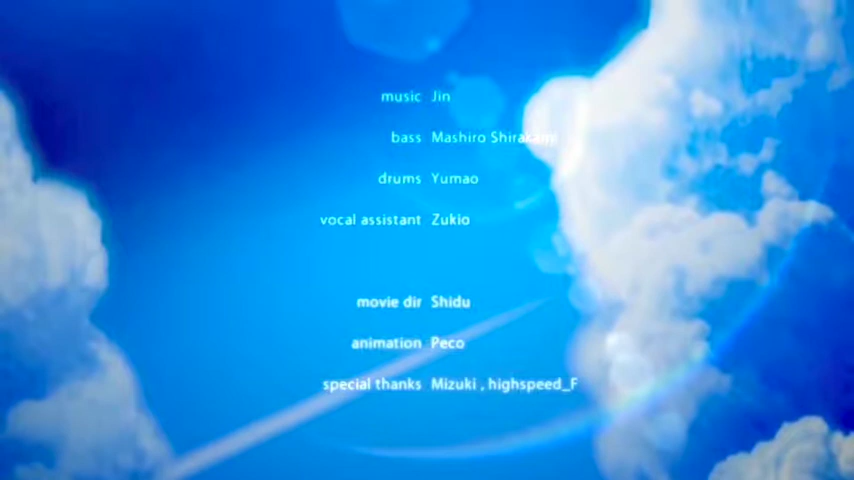 music Jin
bass Mashiro Shirakami
drums Yumao
vocal assistant Zukio
movie dir Shidu
animation Peco
special thanks Mizuki , highspeed_F